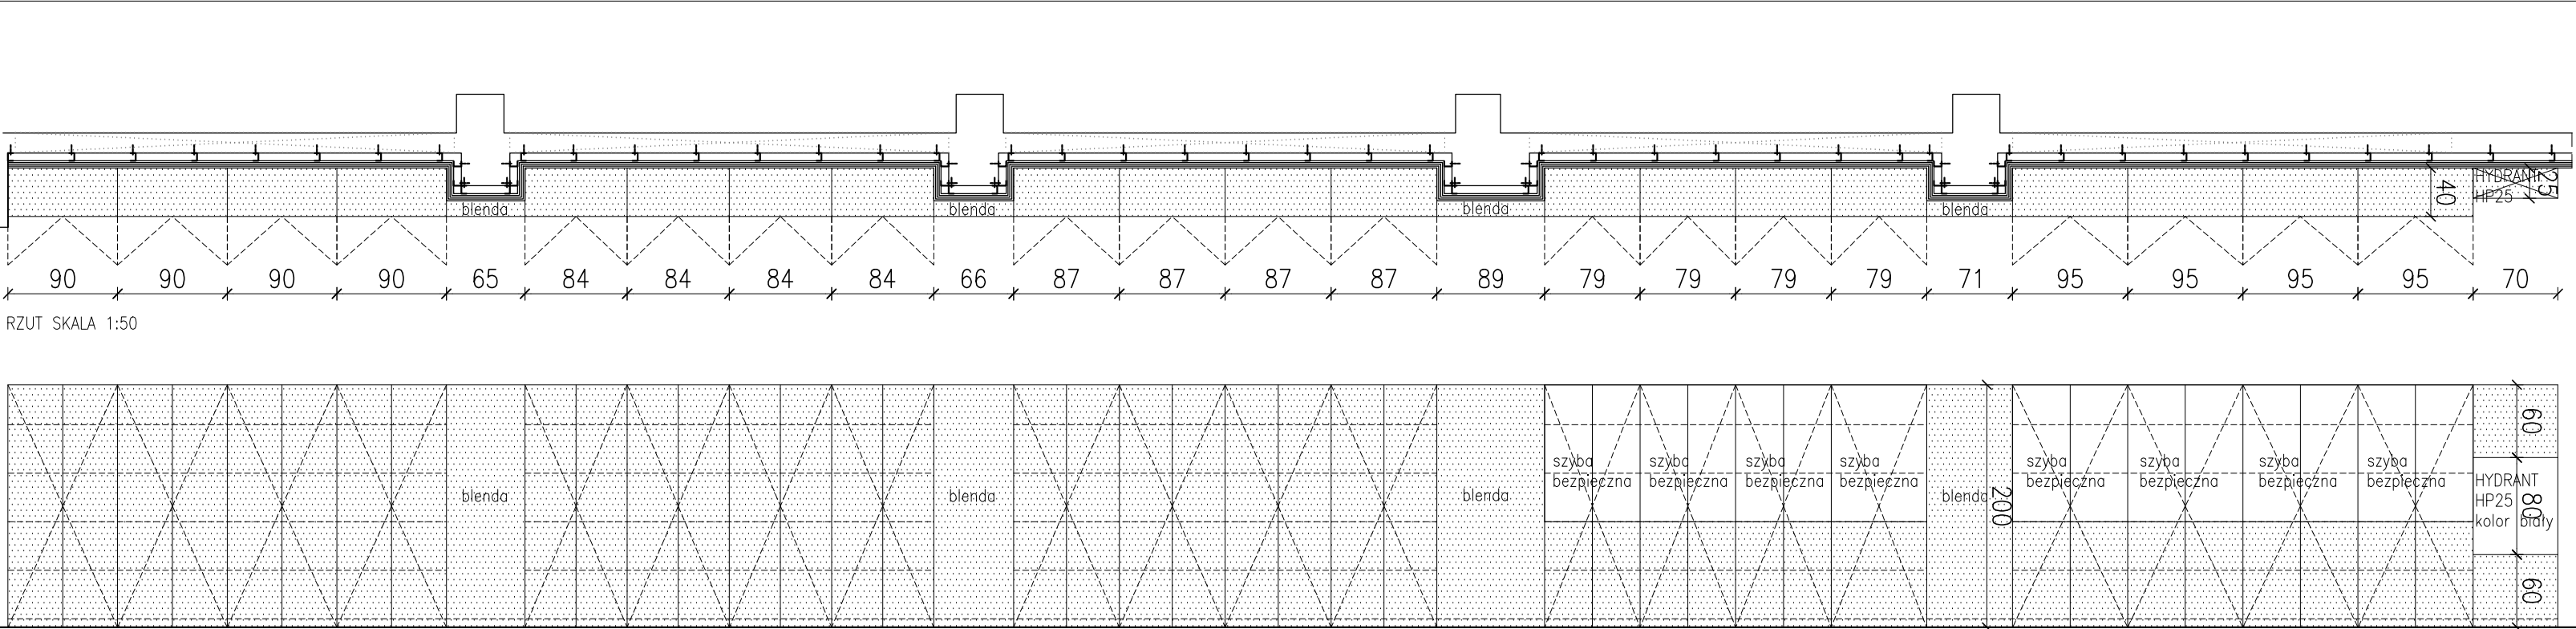 HYDRANT
HP25
25
40
blenda
blenda
blenda
blenda
90 90 90 90 65 84 84 84 84 66 87 87 87 87 89 79 79 79 79 71 95 95 95 95 70
RZUT SKALA 1:50
60
szyba
bezpieczna
szyba
bezpieczna
szyba
bezpieczna
szyba
bezpieczna
szyba
bezpieczna
szyba
bezpieczna
szyba
bezpieczna
szyba
bezpieczna
blenda
blenda
blenda
blenda
200
HYDRANT
HP25
kolor biały
80
60